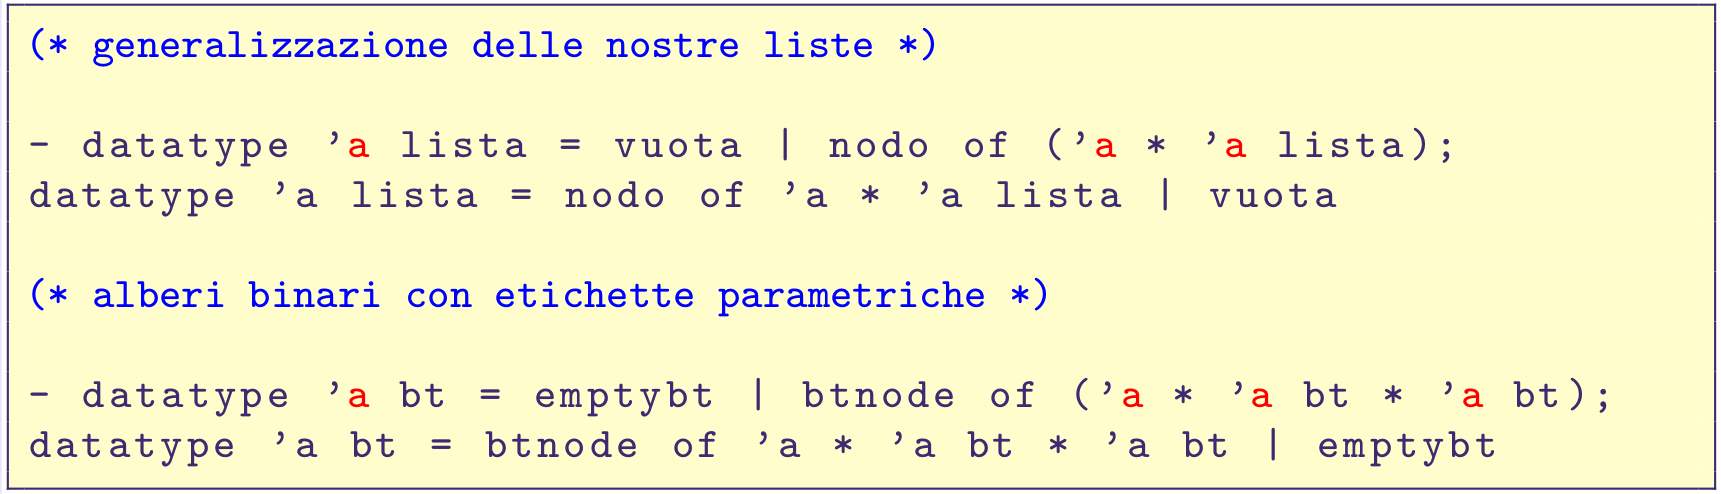 (* generalizzazione delle nostre liste *)
- datatype ’a lista = vuota | nodo of (’a * ’a lista);
datatype ’a lista = nodo of ’a * ’a lista | vuota
(* alberi binari con etichette parametriche *)
- datatype ’a bt = emptybt | btnode of (’a * ’a bt * ’a bt);
datatype ’a bt = btnode of ’a * ’a bt * ’a bt | emptybt